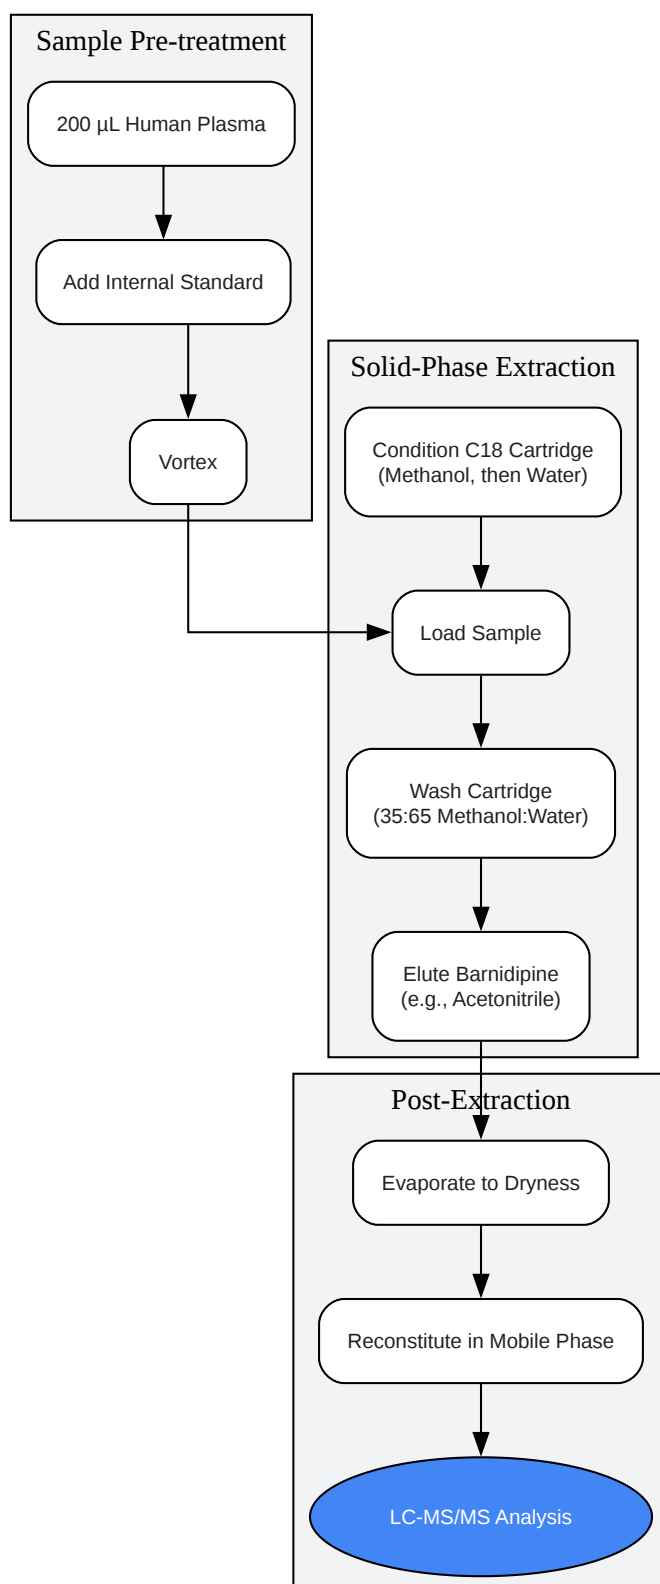 Sample Pre-treatment
200 µL Human Plasma
Add Internal Standard
Vortex
Solid-Phase Extraction
Condition C18 Cartridge
(Methanol, then Water)
Load Sample
Wash Cartridge
(35:65 Methanol:Water)
Elute Barnidipine
(e.g., Acetonitrile)
Post-Extraction
Evaporate to Dryness
Reconstitute in Mobile Phase
LC-MS/MS Analysis